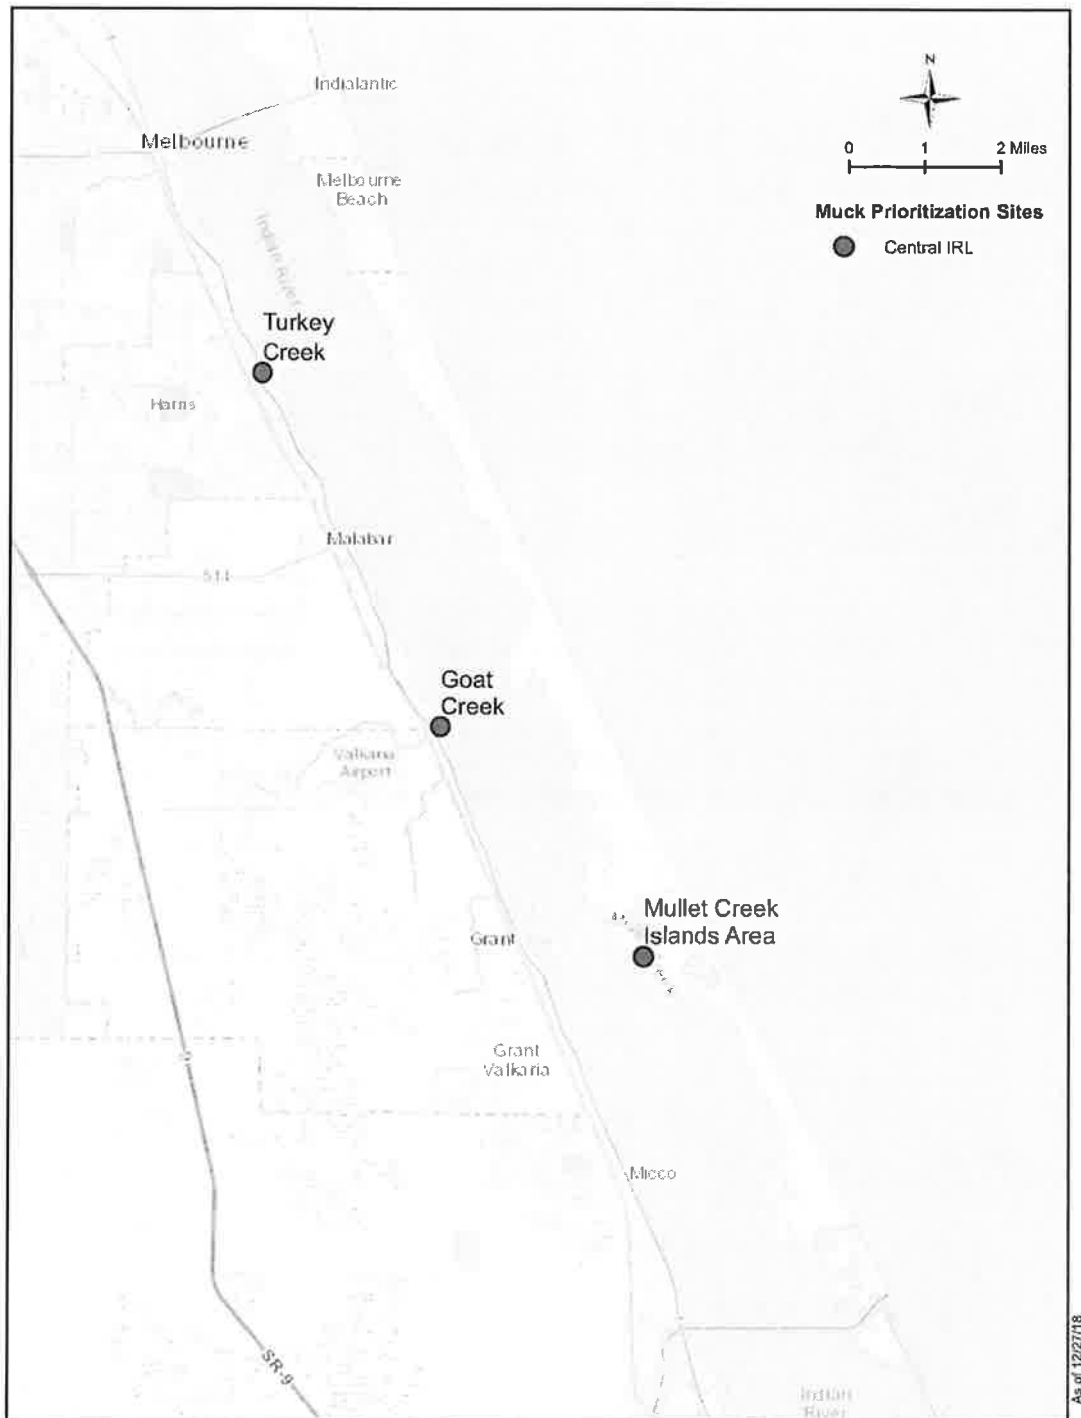 N
0 1 2 Miles
Muck Prioritization Sites
Central IRL
Indialantic
Melbourne
Melbourne
Beach
Indian River
Turkey
Creek
Harris
Malabar
514
Goat
Creek
Valkaria
Airport
Mullet Creek
Islands Area
Grant
Grant
Valkaria
Micco
SR-9
Indian
River
As of 12/27/18